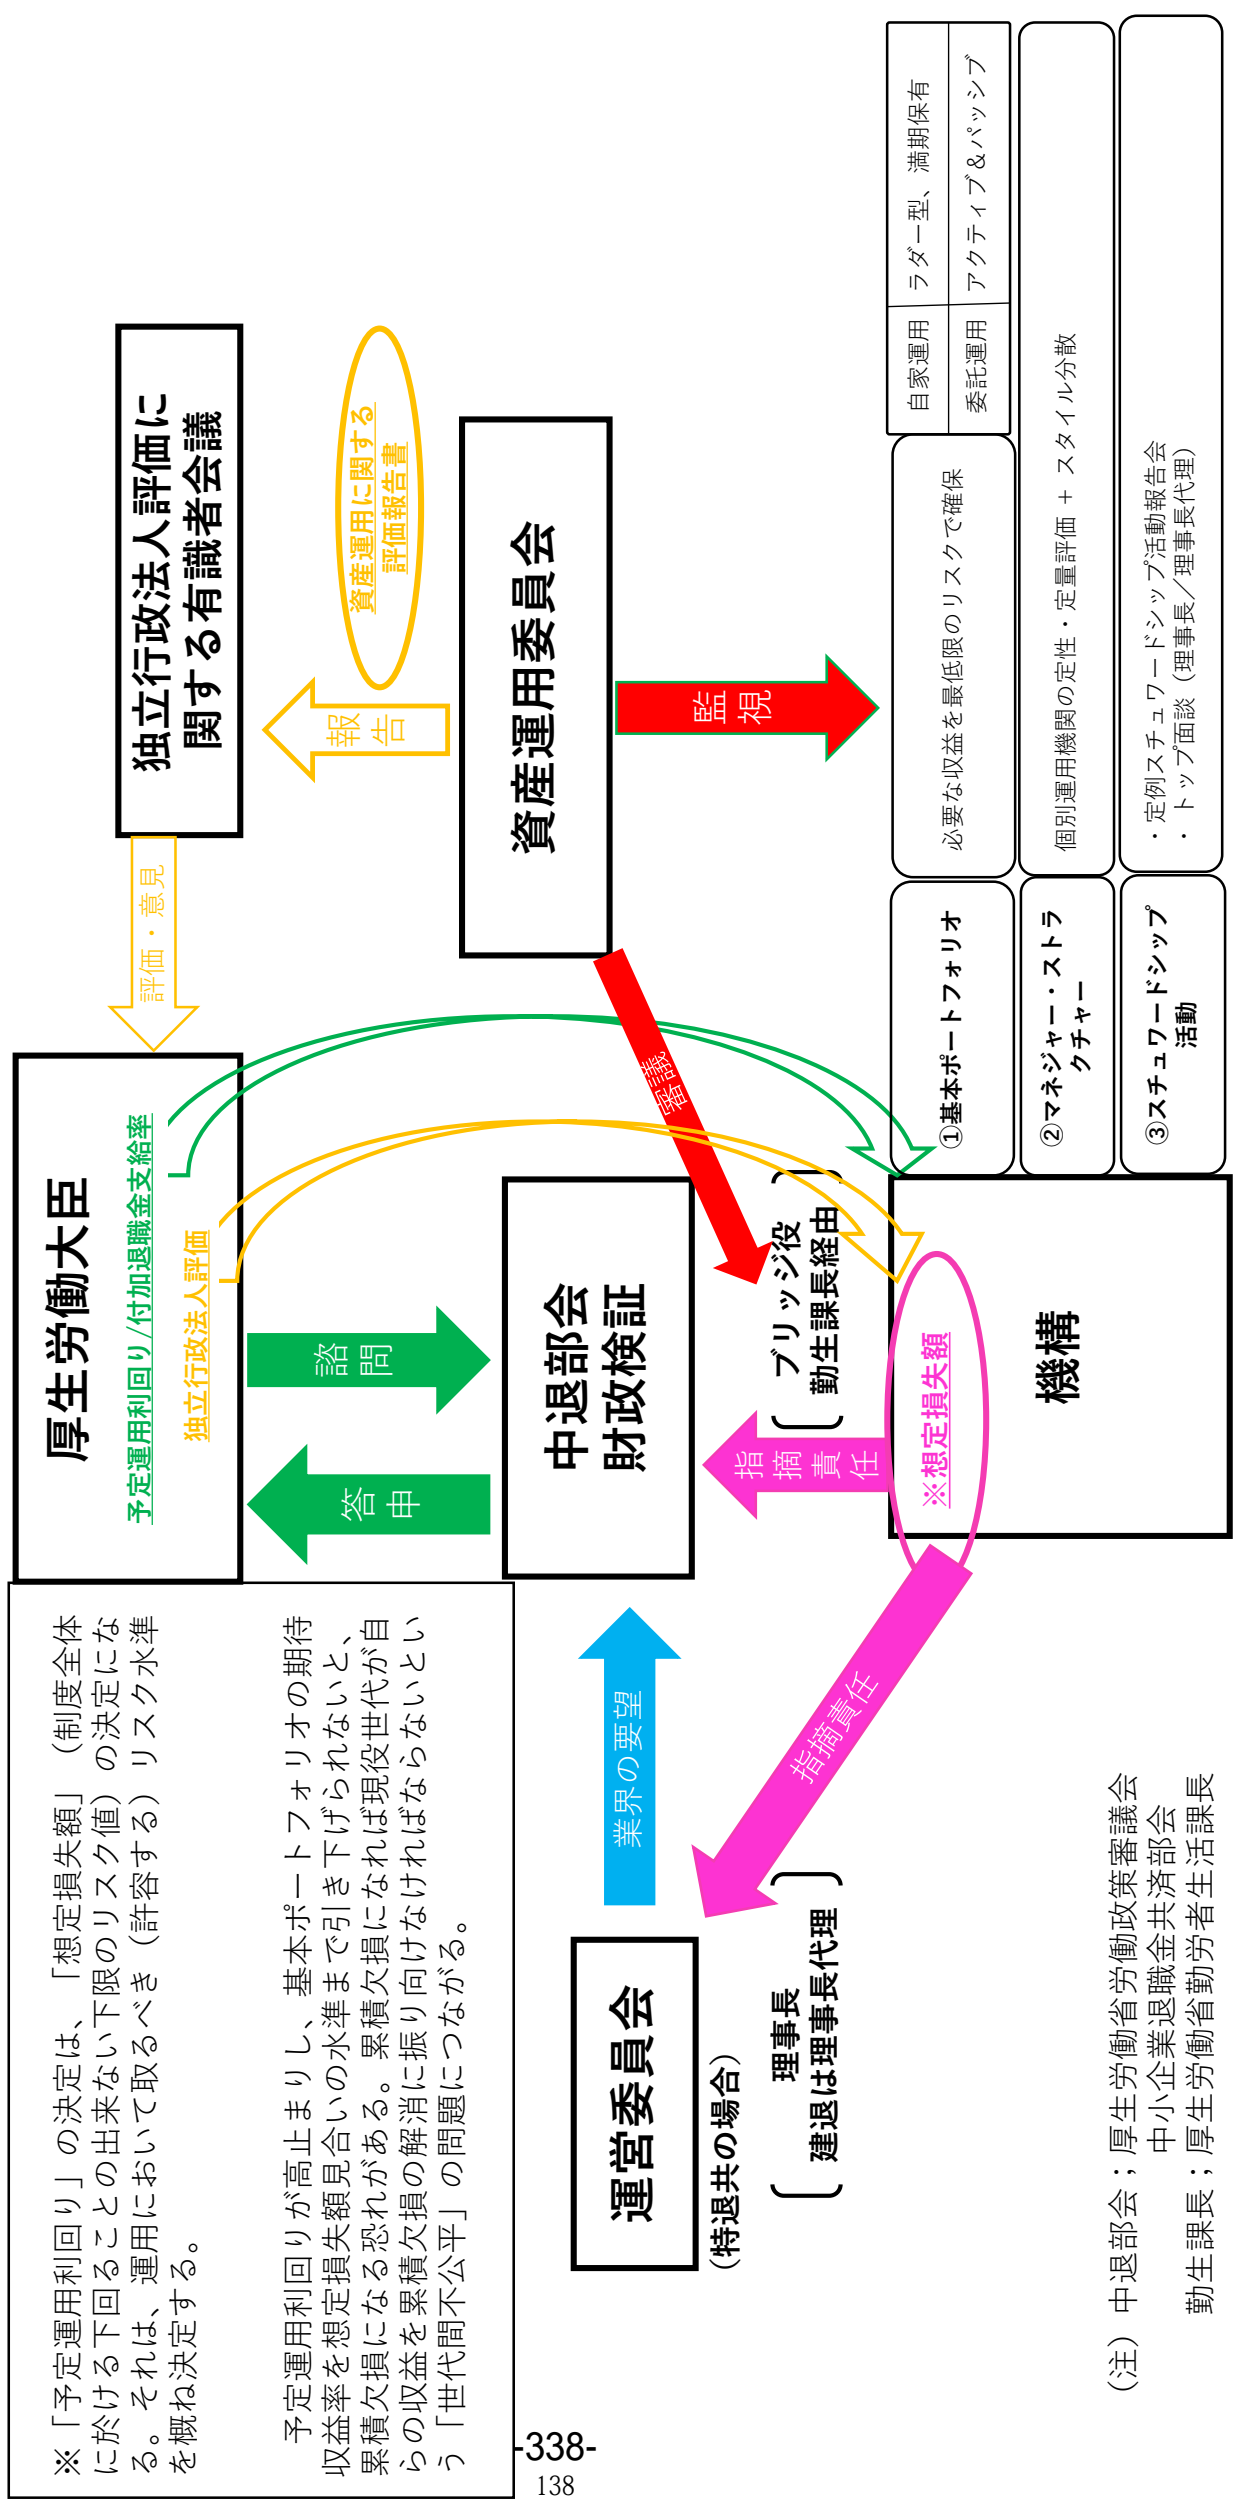 ※「予定運用利回り」の決定は、「想定損失額」（制度全体
に於ける下回ることの出来ない下限のリスク値）の決定にな
る。それは、運用において取るべき（許容する）リスク水準
を概ね決定する。
予定運用利回りが高止まりし、基本ポートフォリオの期待
収益率を想定損失額見合いの水準まで引き下げられないと、
累積欠損になる恐れがある。累積欠損になれば現役世代が自
らの収益を累積欠損の解消に振り向けなければならないとい
う「世代間不公平」の問題につながる。
厚生労働大臣
予定運用利回り/付加退職金支給率
独立行政法人評価
評価・意見
独立行政法人評価に
関する有識者会議
答申
諮問
報告
資産運用に関する
評価報告書
運営委員会
（特退共の場合）
理事長
建退は理事長代理
業界の要望
中退部会
財政検証
審議
資産運用委員会
監視
指摘責任
指摘責任
ブリッジ役
勤生課長経由
※想定損失額
機構
①基本ポートフォリオ
必要な収益を最低限のリスクで確保
自家運用
ラダー型、満期保有
委託運用
アクティブ＆パッシブ
②マネジャー・ストラ
クチャー
個別運用機関の定性・定量評価 + スタイル分散
③スチュワードシップ
活動
・定例スチュワードシップ活動報告会
・トップ面談（理事長／理事長代理）
（注） 中退部会；厚生労働省労働政策審議会
中小企業退職金共済部会
勤生課長；厚生労働省勤労者生活課長
-338-
138